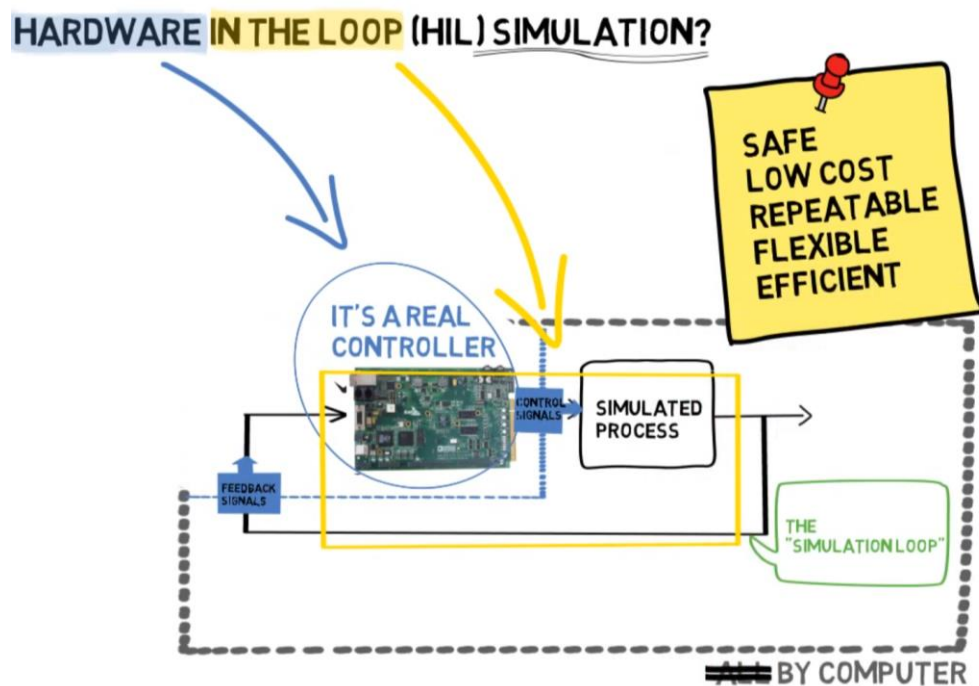 HARDWARE IN THE LOOP (HIL) SIMULATION?
SAFE
LOW COST
REPEATABLE
FLEXIBLE
EFFICIENT
IT'S A REAL
CONTROLLER
CONTROL
SIGNALS
SIMULATED
PROCESS
FEEDBACK
SIGNALS
THE
"SIMULATION LOOP"
ALL BY COMPUTER